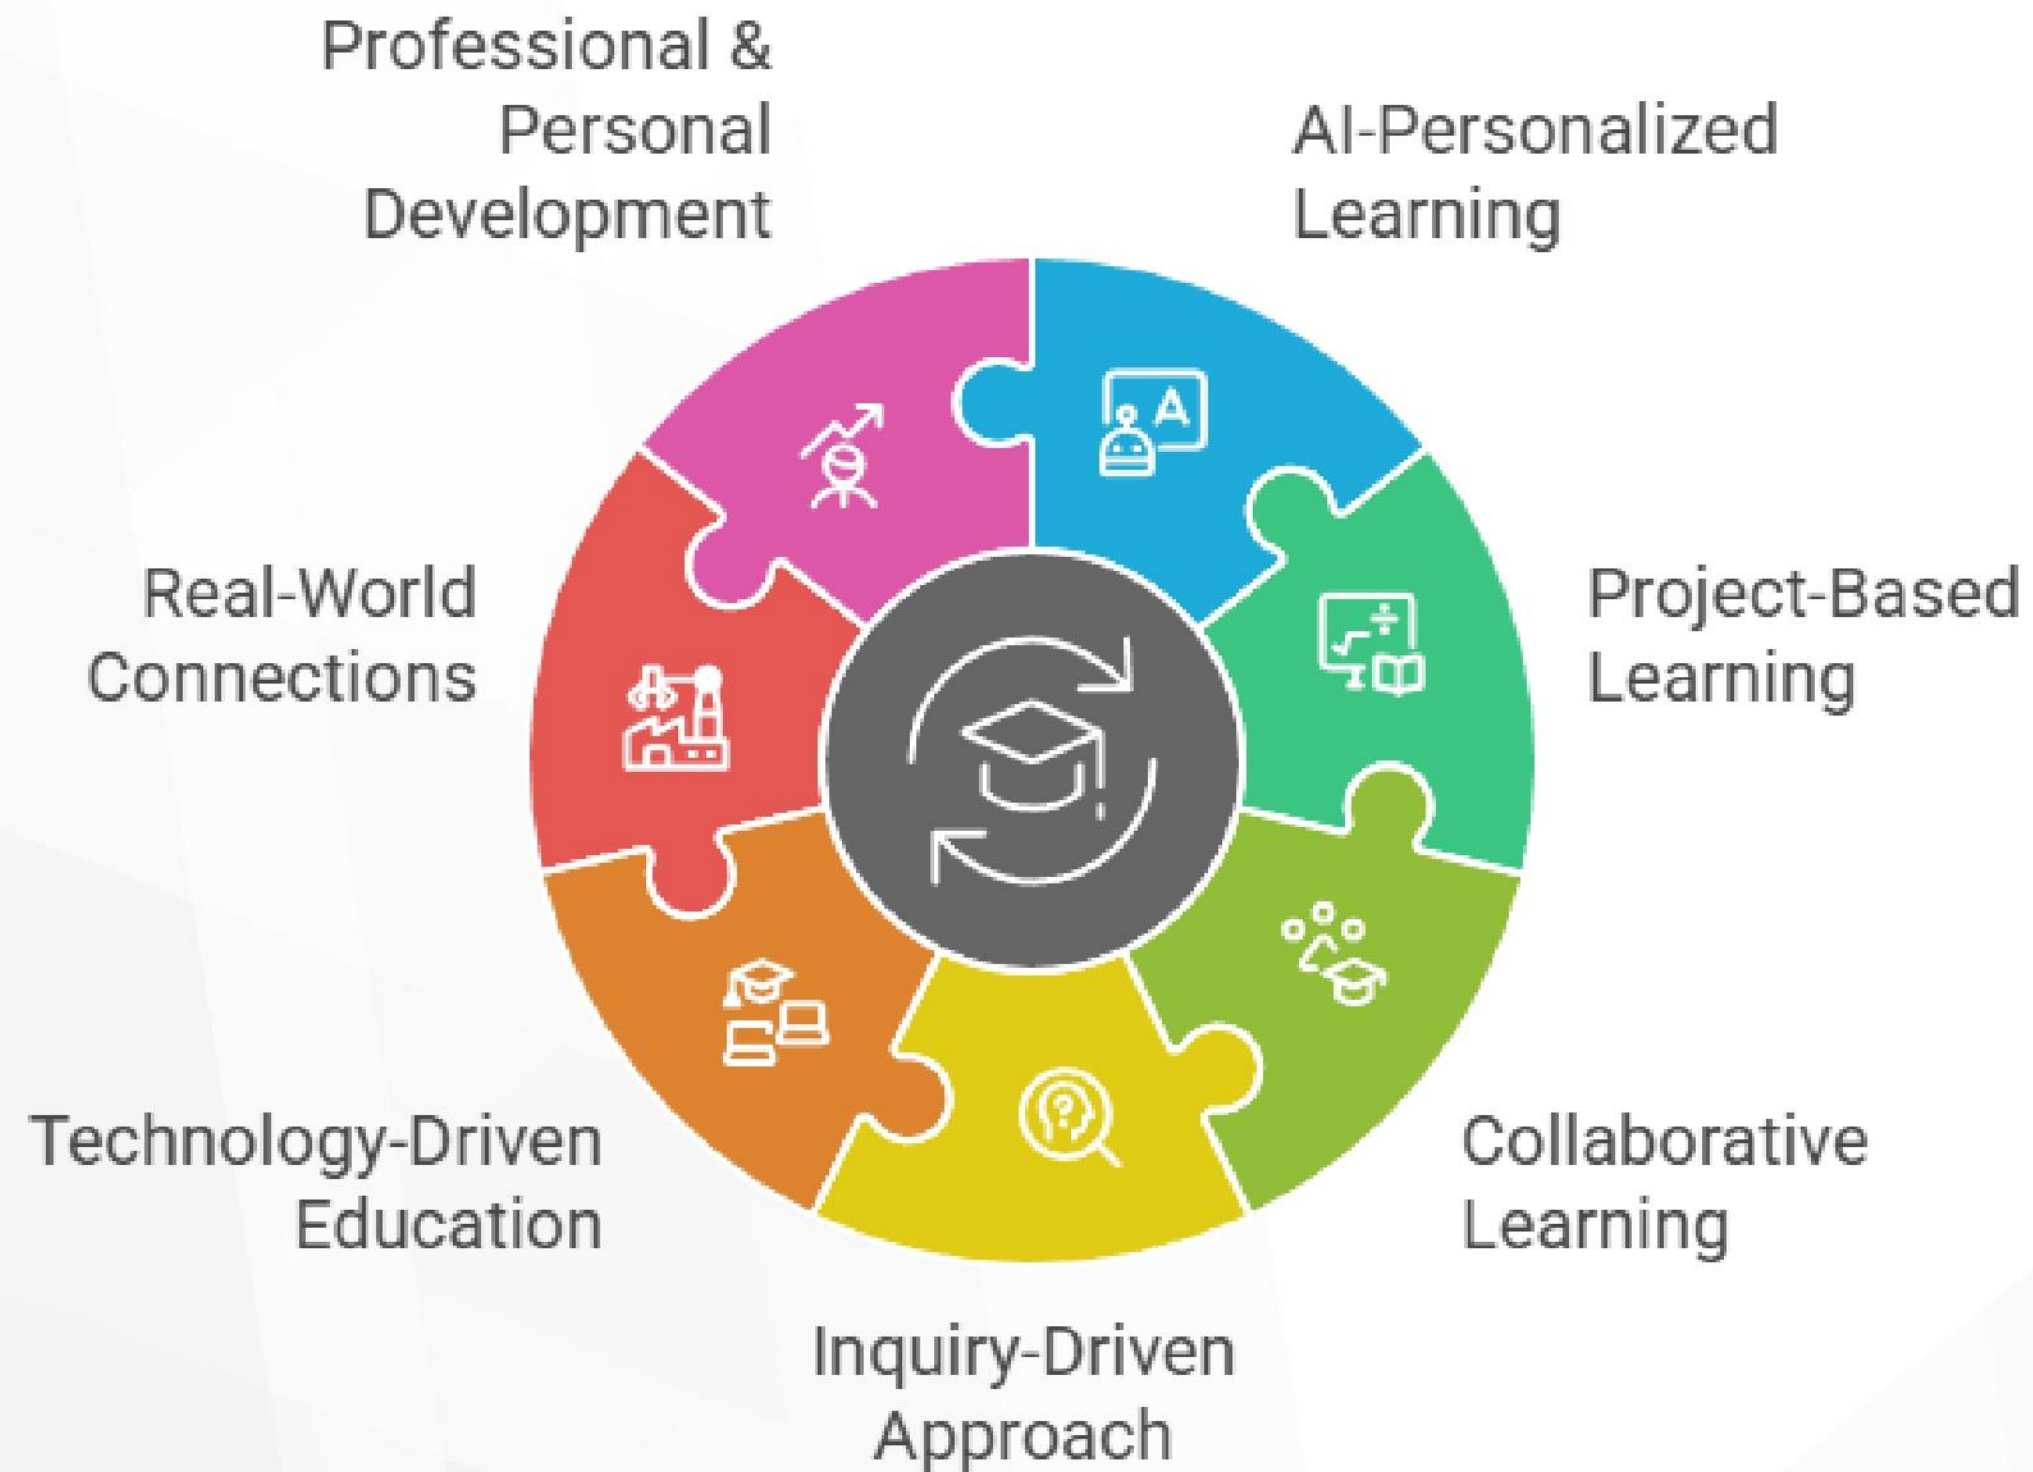 Professional &
Personal
Development
AI-Personalized
Learning
Real-World
Connections
Project-Based
Learning
Technology-Driven
Education
Collaborative
Learning
Inquiry-Driven
Approach
A